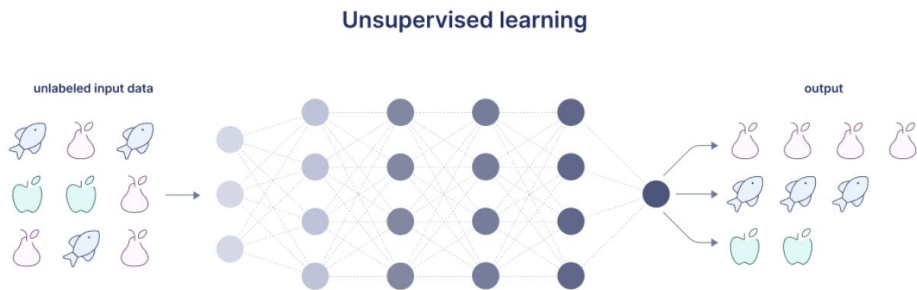 Unsupervised learning
unlabeled input data
output